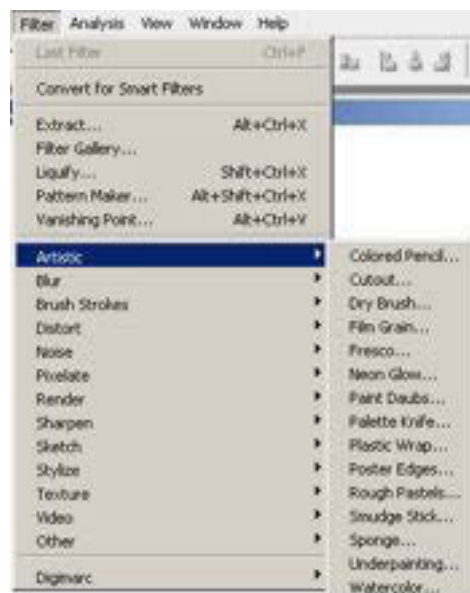 Filter Analysis View Window Help
Last Filter Ctrl+F
Convert for Smart Filters
Extract... Alt+Ctrl+X
Filter Gallery...
Liquify... Shift+Ctrl+X
Pattern Maker... Alt+Shift+Ctrl+X
Vanishing Point... Alt+Ctrl+V
Artistic
Blur
Brush Strokes
Distort
Noise
Pixelate
Render
Sharpen
Sketch
Stylize
Texture
Video
Other
Digimarc
Colored Pencil...
Cutout...
Dry Brush...
Film Grain...
Fresco...
Neon Glow...
Paint Daubs...
Palette Knife...
Plastic Wrap...
Poster Edges...
Rough Pastels...
Smudge Stick...
Sponge...
Underpainting...
Watercolor...